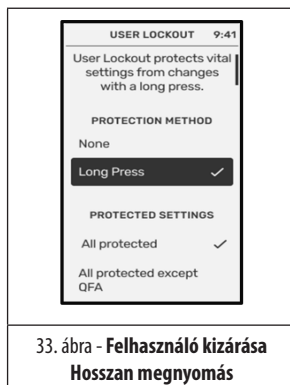 USER LOCKOUT 9:41
User Lockout protects vital
settings from changes
with a long press.
PROTECTION METHOD
None
Long Press
PROTECTED SETTINGS
All protected
All protected except
QFA
33. ábra - Felhasználó kizárása
Hosszan megnyomás